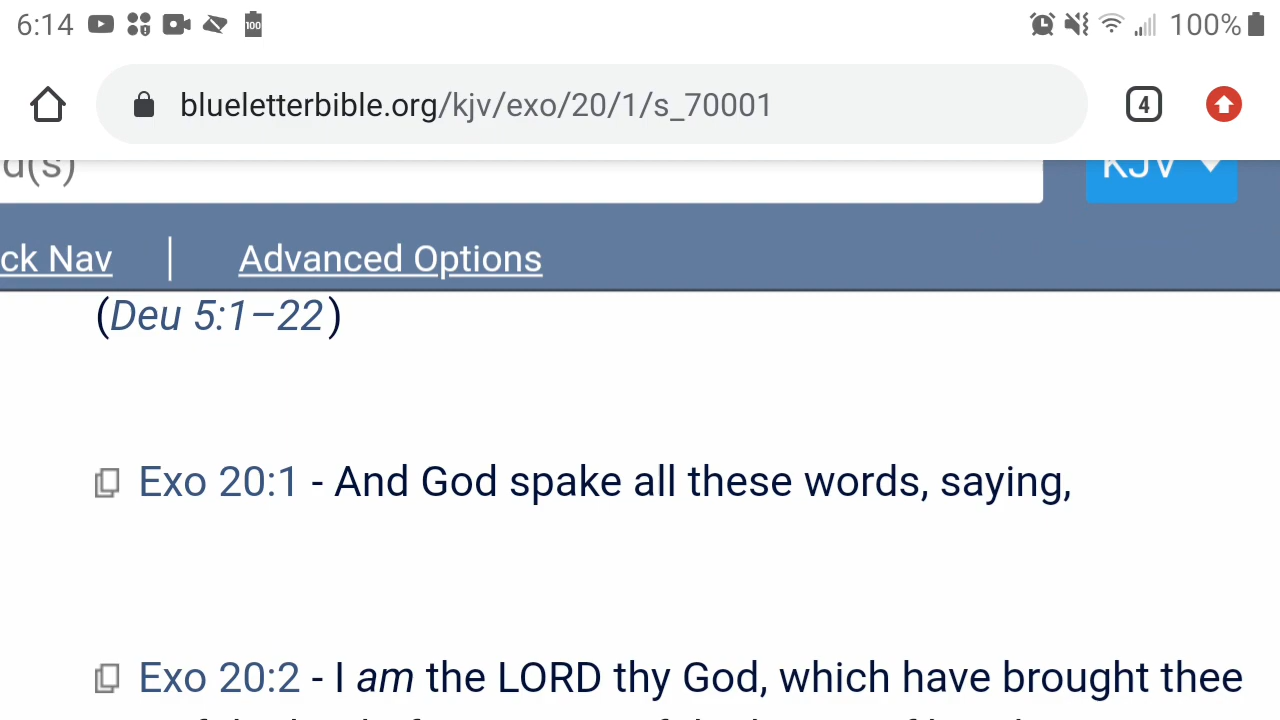 6:14 100 100%
blueletterbible.org/kjv/exo/20/1/s_70001 4
d(s) KJV
ck Nav | Advanced Options
(Deu 5:1–22)
Exo 20:1 - And God spake all these words, saying,
Exo 20:2 - I am the LORD thy God, which have brought thee